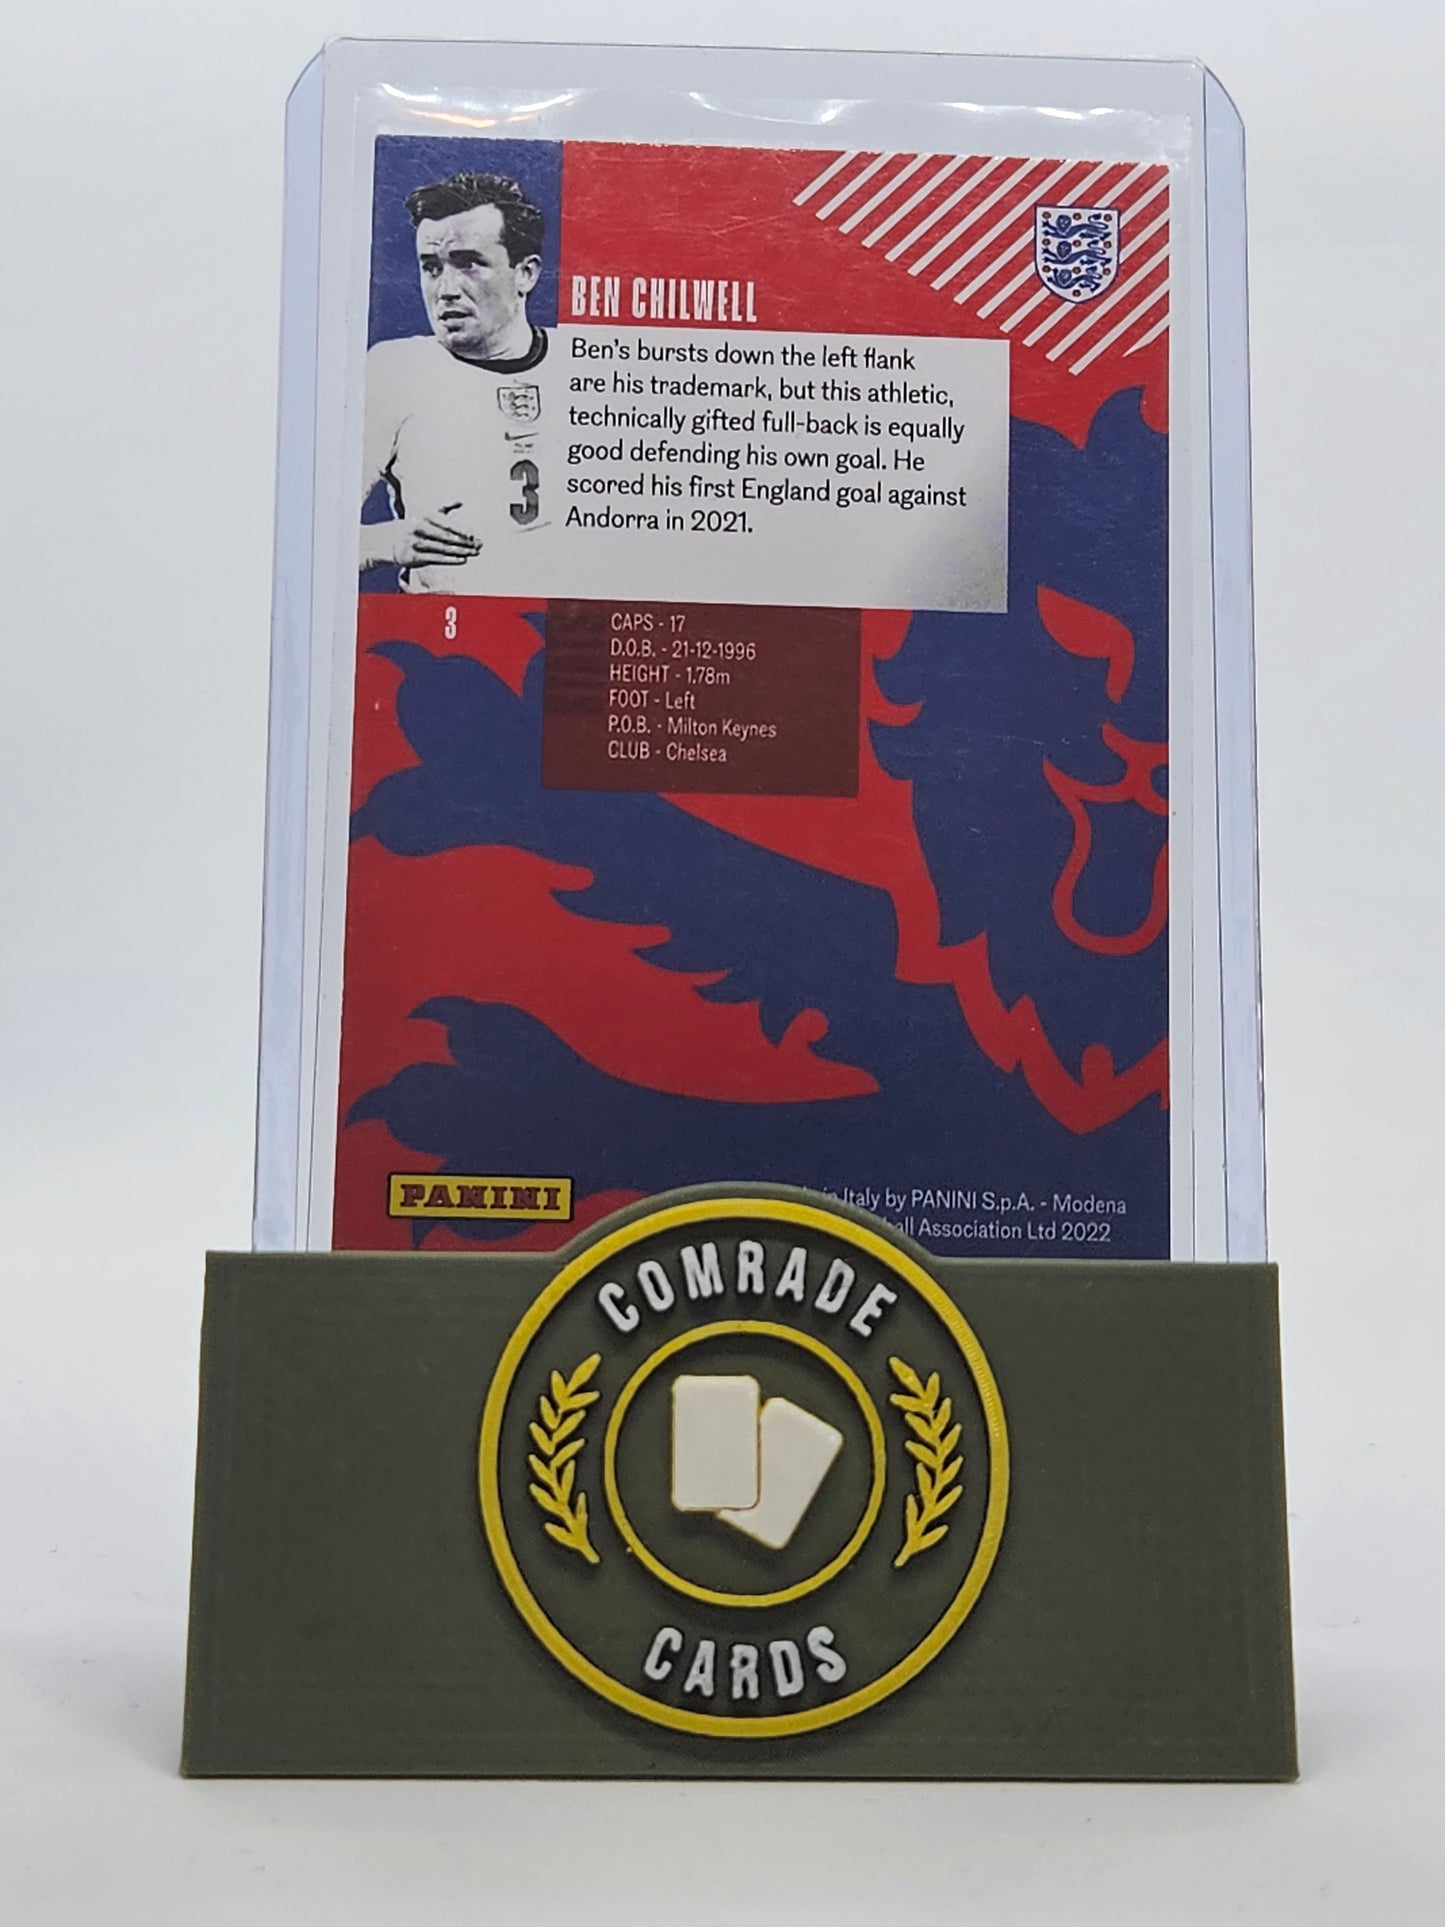 BEN CHILWELL
Ben's bursts down the left flank
are his trademark, but this athletic,
technically gifted full-back is equally
good defending his own goal. He
scored his first England goal against
Andorra in 2021.
3
3
CAPS - 17
D.O.B. - 21-12-1996
HEIGHT - 1.78m
FOOT - Left
P.O.B. - Milton Keynes
CLUB - Chelsea
PANINI
Italy by PANINI S.p.A. - Modena
Association Ltd 2022
COMRADE
CARDS